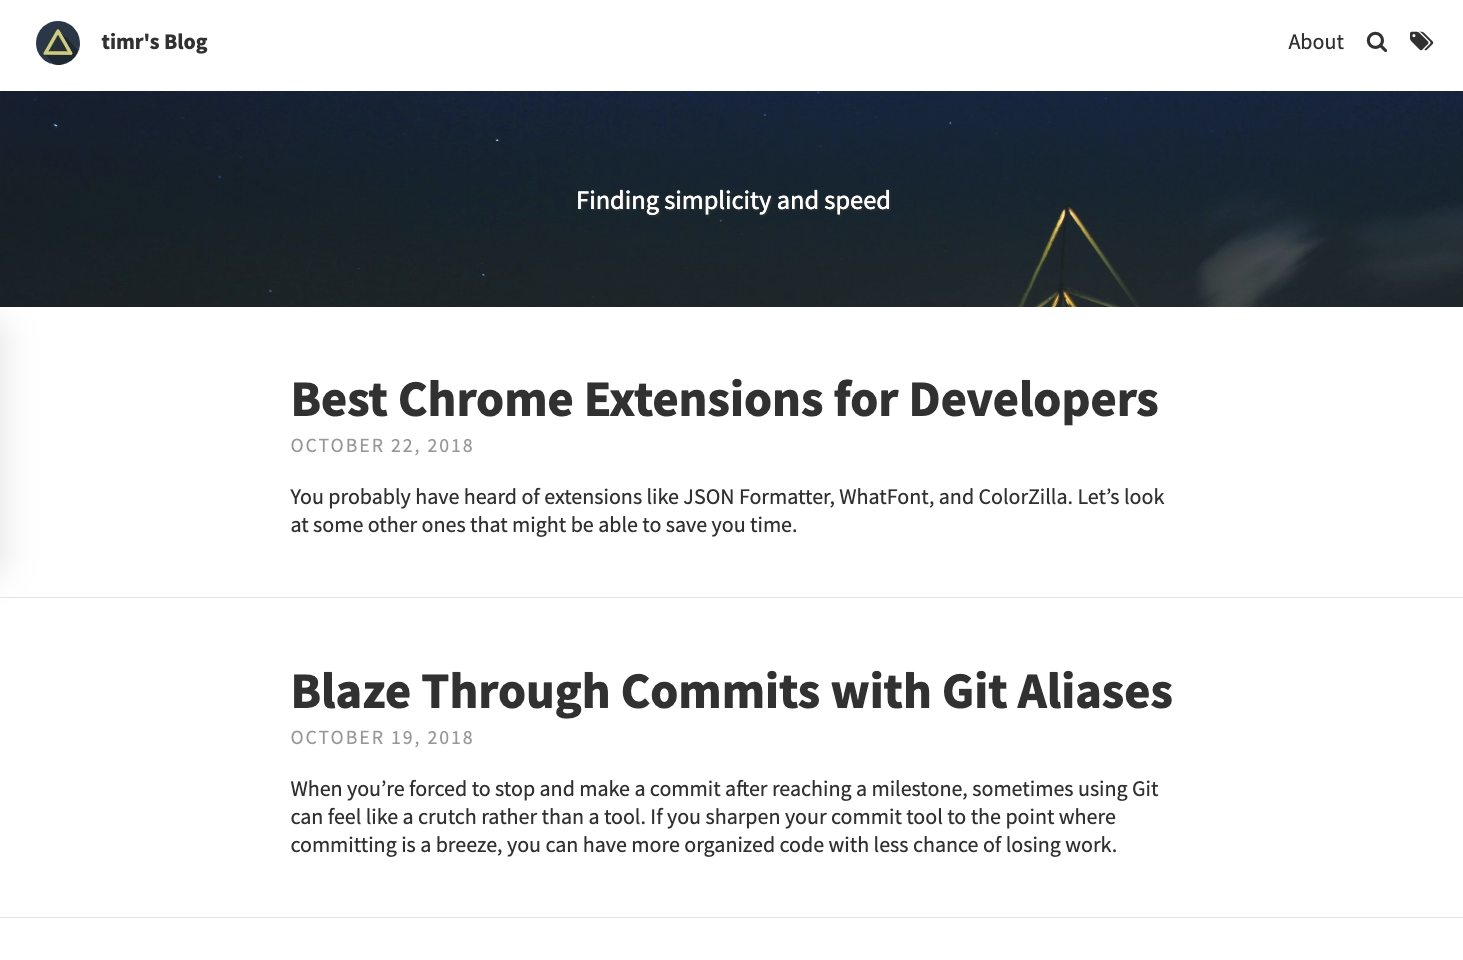 timr's Blog
About
Finding simplicity and speed
Best Chrome Extensions for Developers
OCTOBER 22, 2018
You probably have heard of extensions like JSON Formatter, WhatFont, and ColorZilla. Let’s look
at some other ones that might be able to save you time.
Blaze Through Commits with Git Aliases
OCTOBER 19, 2018
When you’re forced to stop and make a commit after reaching a milestone, sometimes using Git
can feel like a crutch rather than a tool. If you sharpen your commit tool to the point where
committing is a breeze, you can have more organized code with less chance of losing work.